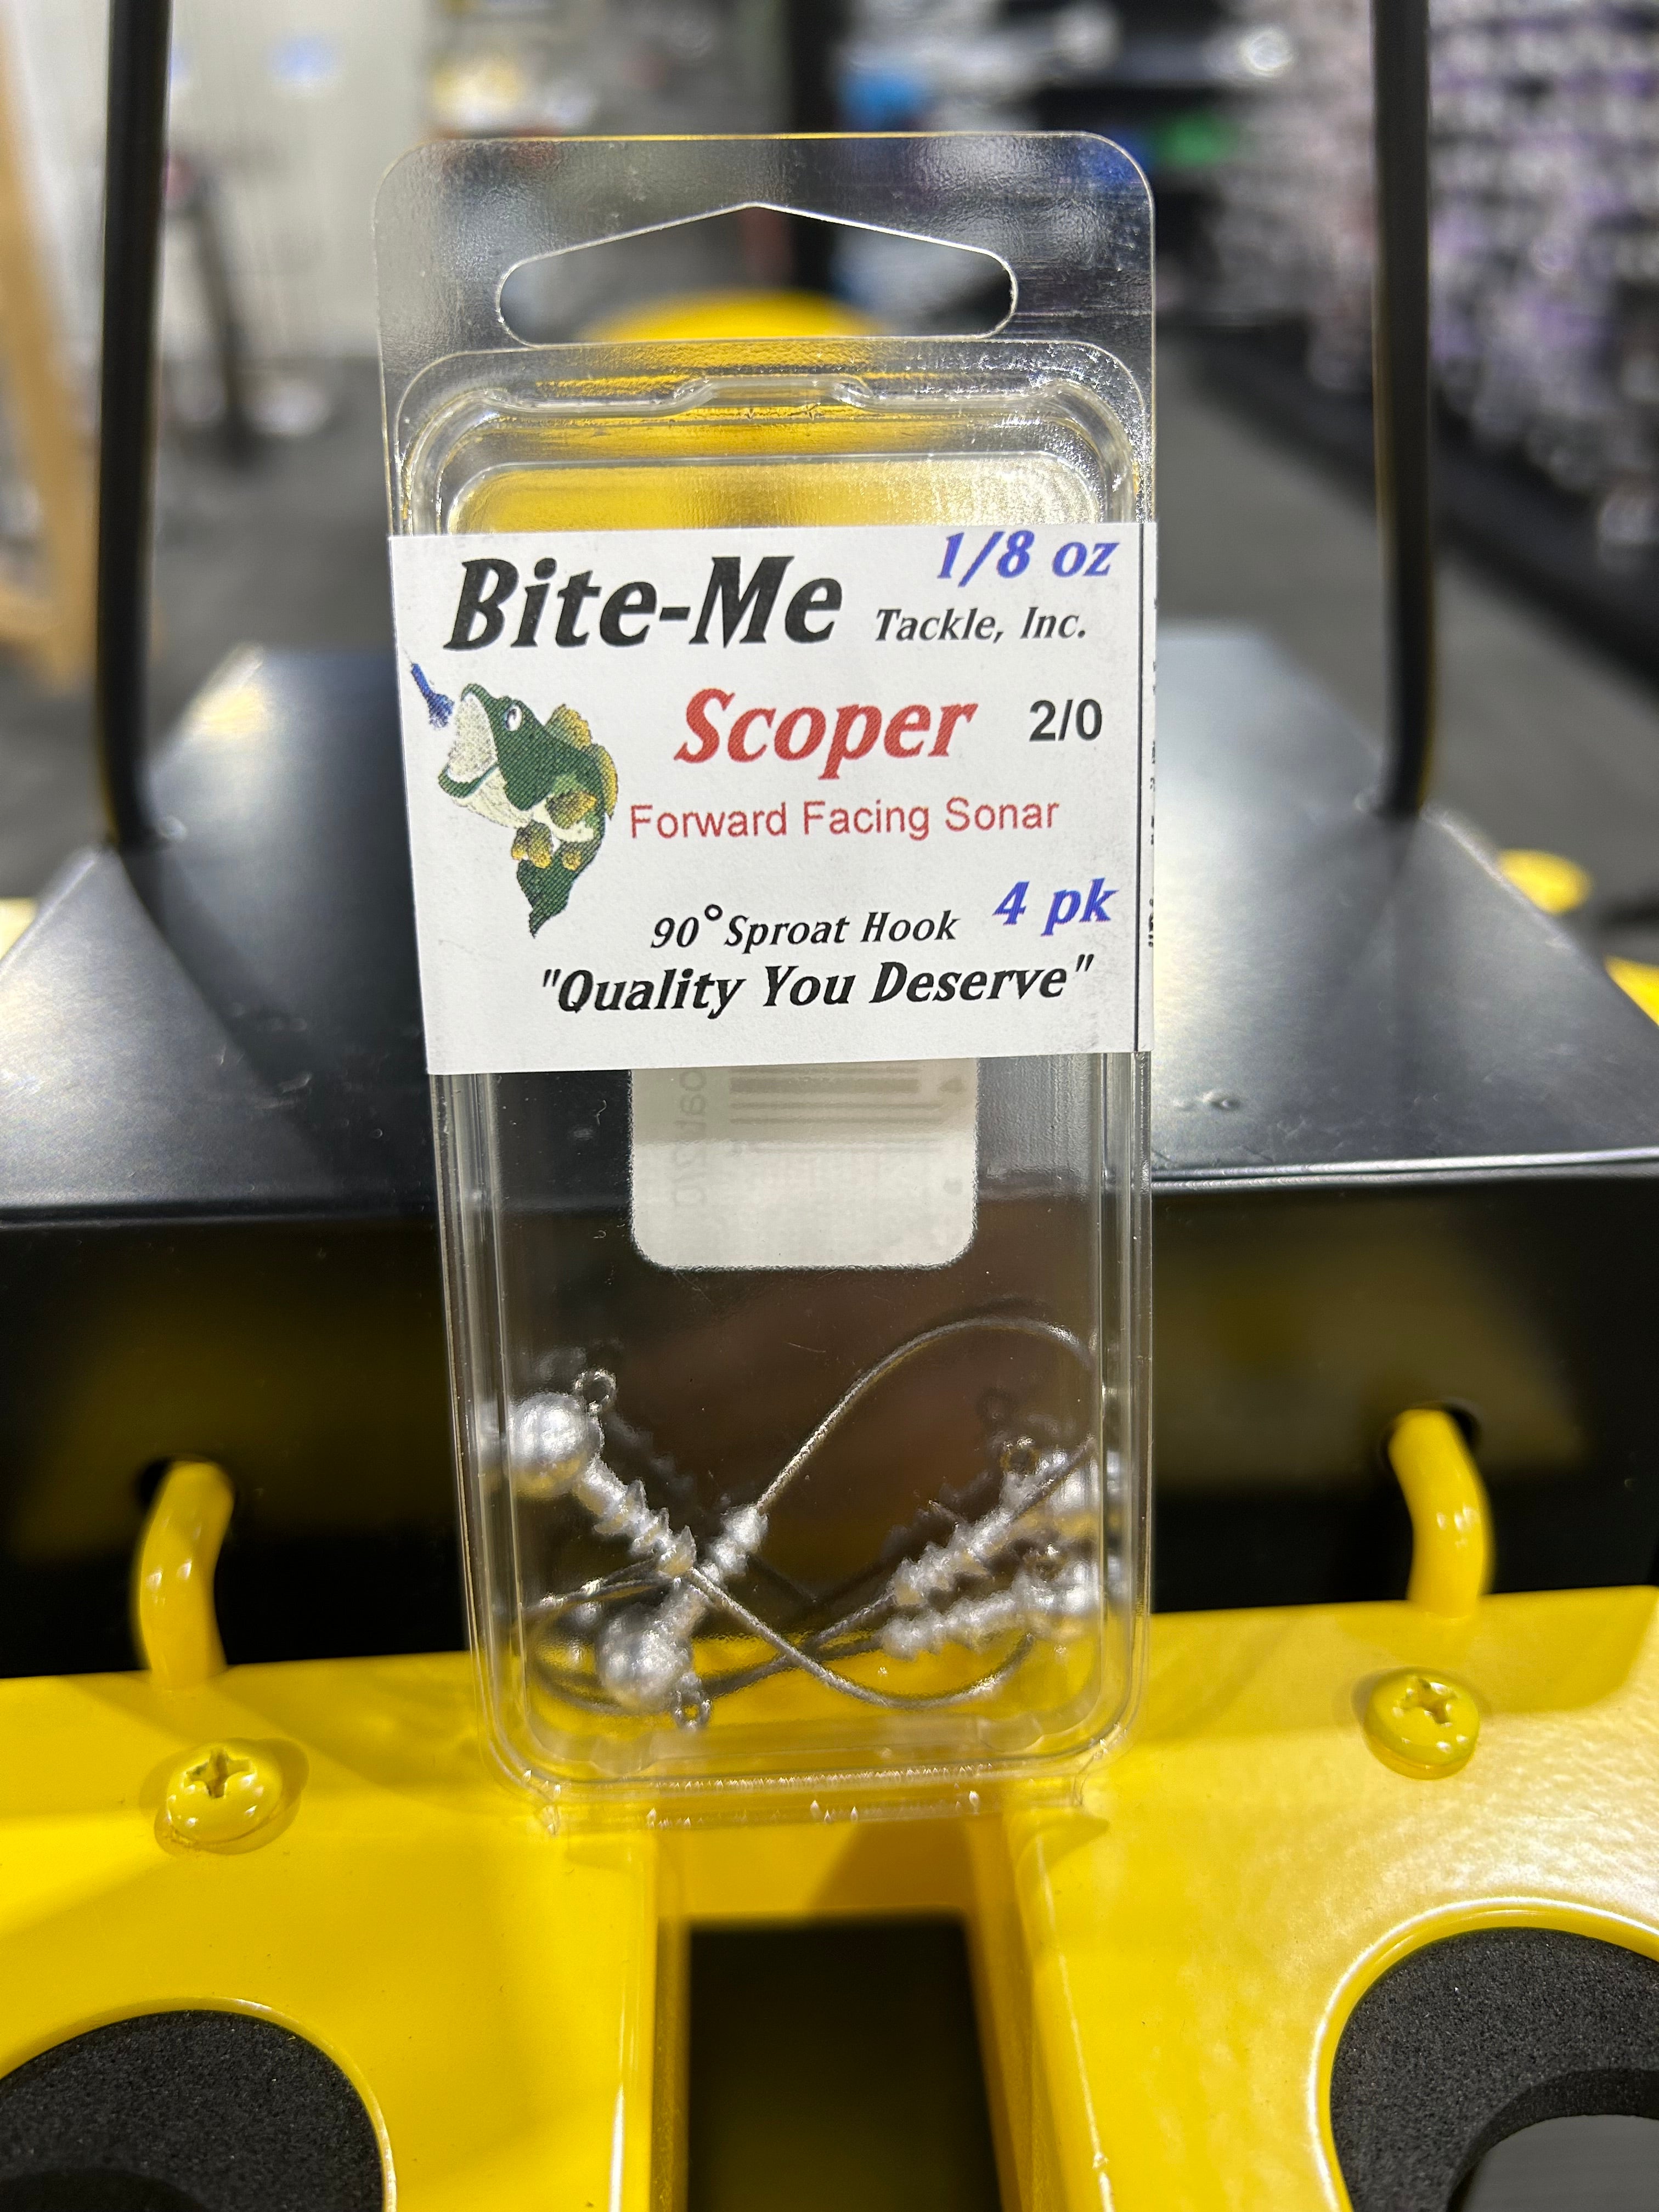 1/8 oz
Bite-Me Tackle, Inc.
Scoper 2/0
Forward Facing Sonar
90° Sproat Hook 4 pk
"Quality You Deserve"